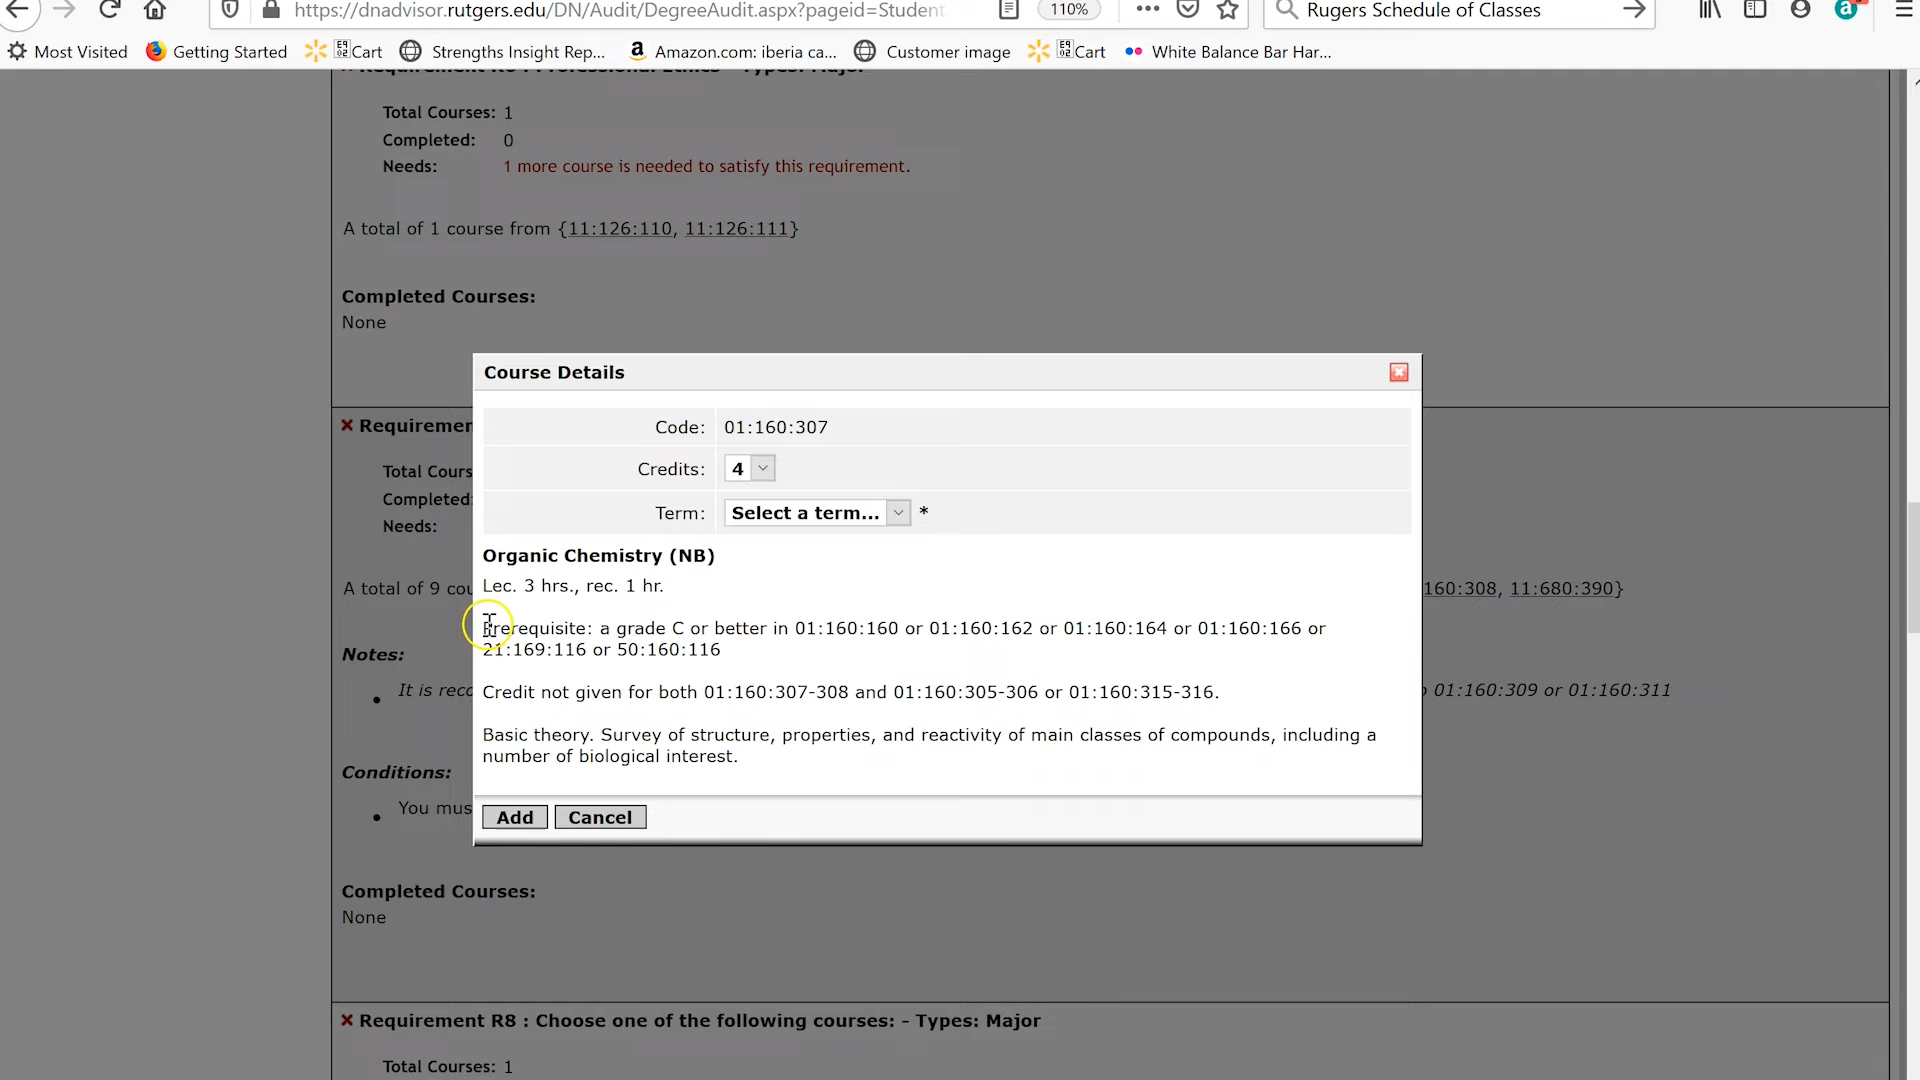 https://dnadvisor.rutgers.edu/DN/Audit/DegreeAudit.aspx?pageid=Student
110%
Rugers Schedule of Classes
Most Visited
Getting Started
Cart
Strengths Insight Rep...
Amazon.com: iberia ca...
Customer image
Cart
White Balance Bar Har...
Total Courses: 1
Completed: 0
Needs: 1 more course is needed to satisfy this requirement.
A total of 1 course from {11:126:110, 11:126:111}
Completed Courses:
None
Course Details
Code: 01:160:307
Credits: 4
Term: Select a term... *
Organic Chemistry (NB)
Lec. 3 hrs., rec. 1 hr.
Prerequisite: a grade C or better in 01:160:160 or 01:160:162 or 01:160:164 or 01:160:166 or
21:169:116 or 50:160:116
Credit not given for both 01:160:307-308 and 01:160:305-306 or 01:160:315-316.
Basic theory. Survey of structure, properties, and reactivity of main classes of compounds, including a
number of biological interest.
Add Cancel
Total
Completed:
Needs:
A total of 9
160:308, 11:680:390}
Notes:
It is
01:160:309 or 01:160:311
Conditions:
You
Completed Courses:
None
Requirement R8 : Choose one of the following courses: - Types: Major
Total Courses: 1